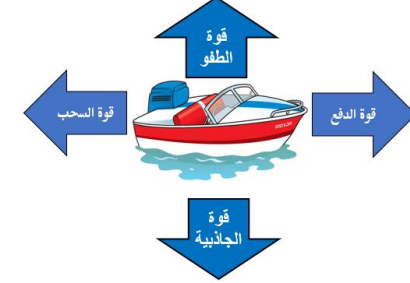 قوة
الطفو
قوة السحب
قوة الدفع
قوة
الجاذبية